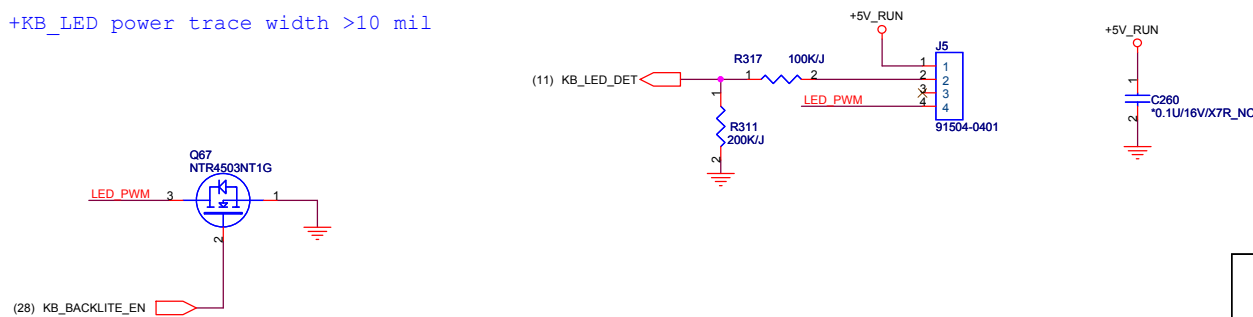 +KB_LED power trace width >10 mil
+5V_RUN
+5V_RUN
J5
R317 100K/J
(11) KB_LED_DET
1 2
1 1
2 2
3 3
LED_PWM 4 4
91504-0401
1
R311
200K/J
2
1
C260
*0.1U/16V/X7R_NC
2
Q67
NTR4503NT1G
LED_PWM 3 1
2
(28) KB_BACKLITE_EN